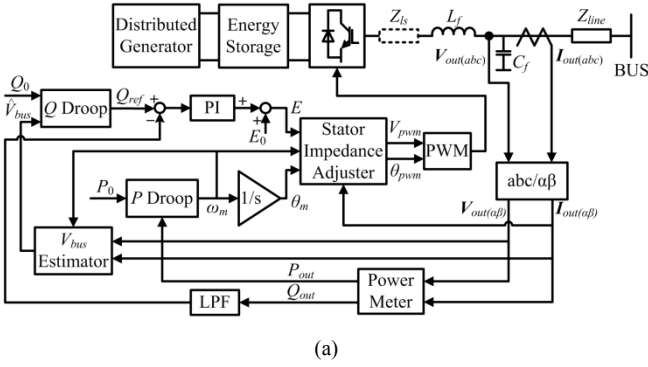 Distributed Generator
Energy Storage
Z_ls
L_f
V_out(abc)
C_f
I_out(abc)
Z_line
BUS
Q_0
V̂_bus
Q Droop
Q_ref
+
−
PI
+
+
E_0
E
Stator Impedance Adjuster
V_pwm
θ_pwm
PWM
abc/αβ
P_0
P Droop
ω_m
1/s
θ_m
V_out(αβ)
I_out(αβ)
V_bus Estimator
P_out
Q_out
Power Meter
LPF
(a)